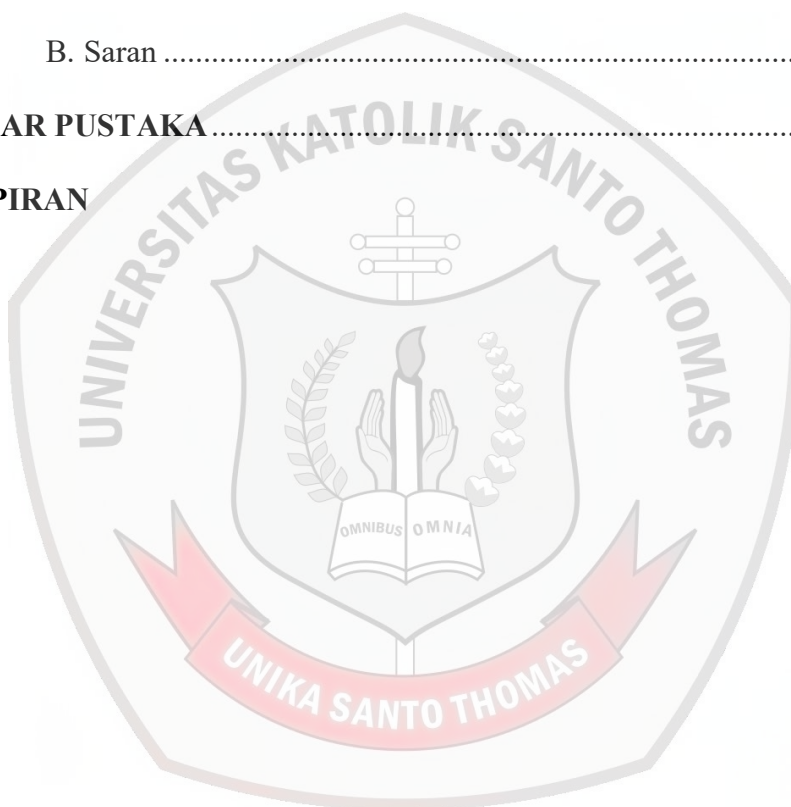 B. Saran ................................................................................
AR PUSTAKA ..........................................................................
PIRAN
UNIVERSITAS KATOLIK SANTO THOMAS
OMNIBUS OMNIA
UNIKA SANTO THOMAS